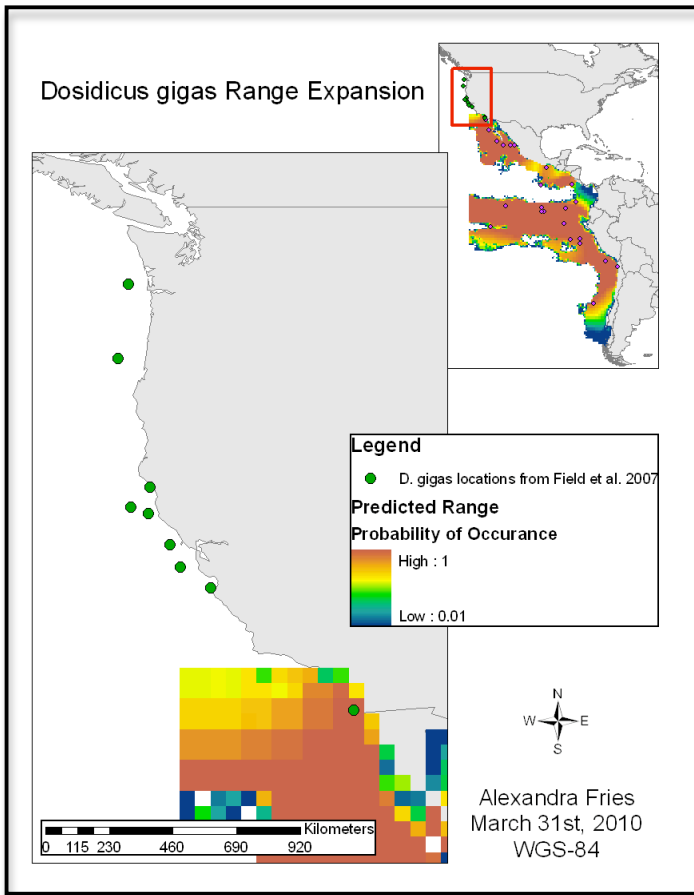 Dosidicus gigas Range Expansion
Legend
D. gigas locations from Field et al. 2007
Predicted Range
Probability of Occurance
High : 1
Low : 0.01
N
W E
S
Kilometers
0 115 230 460 690 920
Alexandra Fries
March 31st, 2010
WGS-84